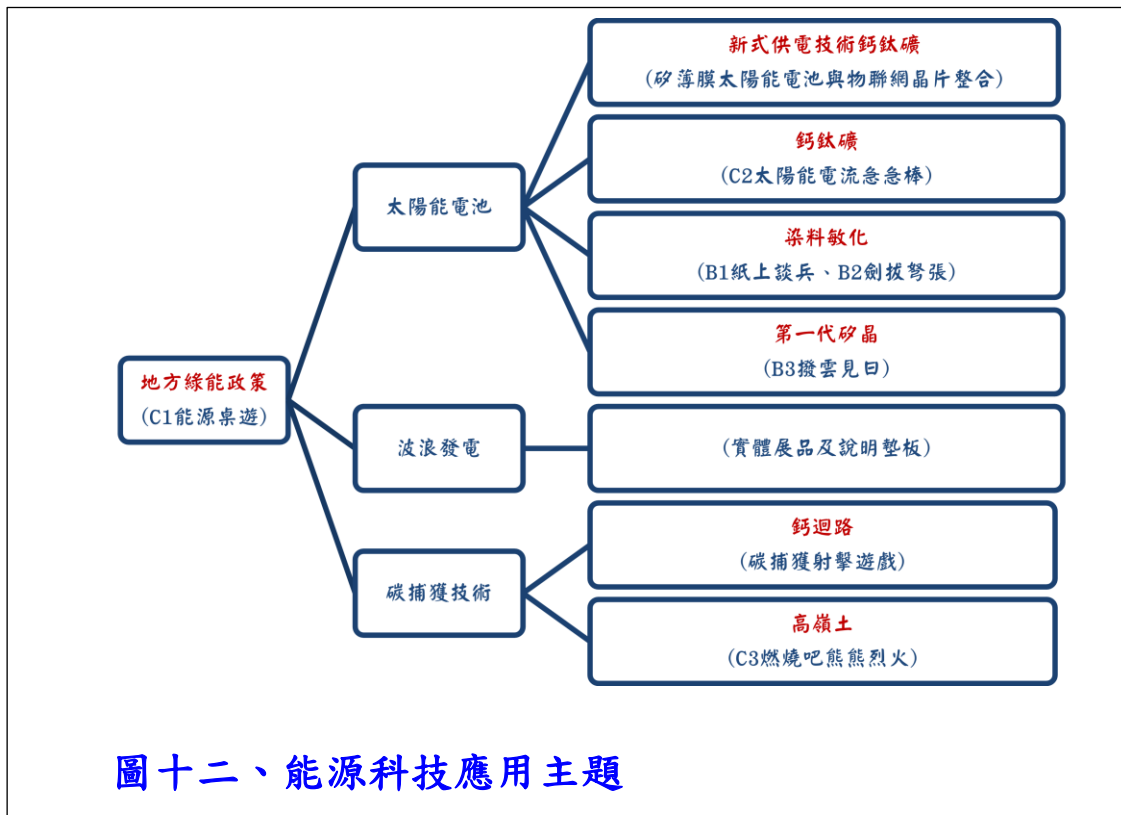 新式供電技術鈣鈦礦
(矽薄膜太陽能電池與物聯網晶片整合)
鈣鈦礦
(C2太陽能電流急急棒)
太陽能電池
染料敏化
(B1紙上談兵、B2劍拔弩張)
第一代矽晶
(B3撥雲見日)
地方綠能政策
(C1能源桌遊)
波浪發電
(實體展品及說明墊板)
鈣迴路
(碳捕獲射擊遊戲)
碳捕獲技術
高嶺土
(C3燃燒吧熊熊烈火)
圖十二、能源科技應用主題